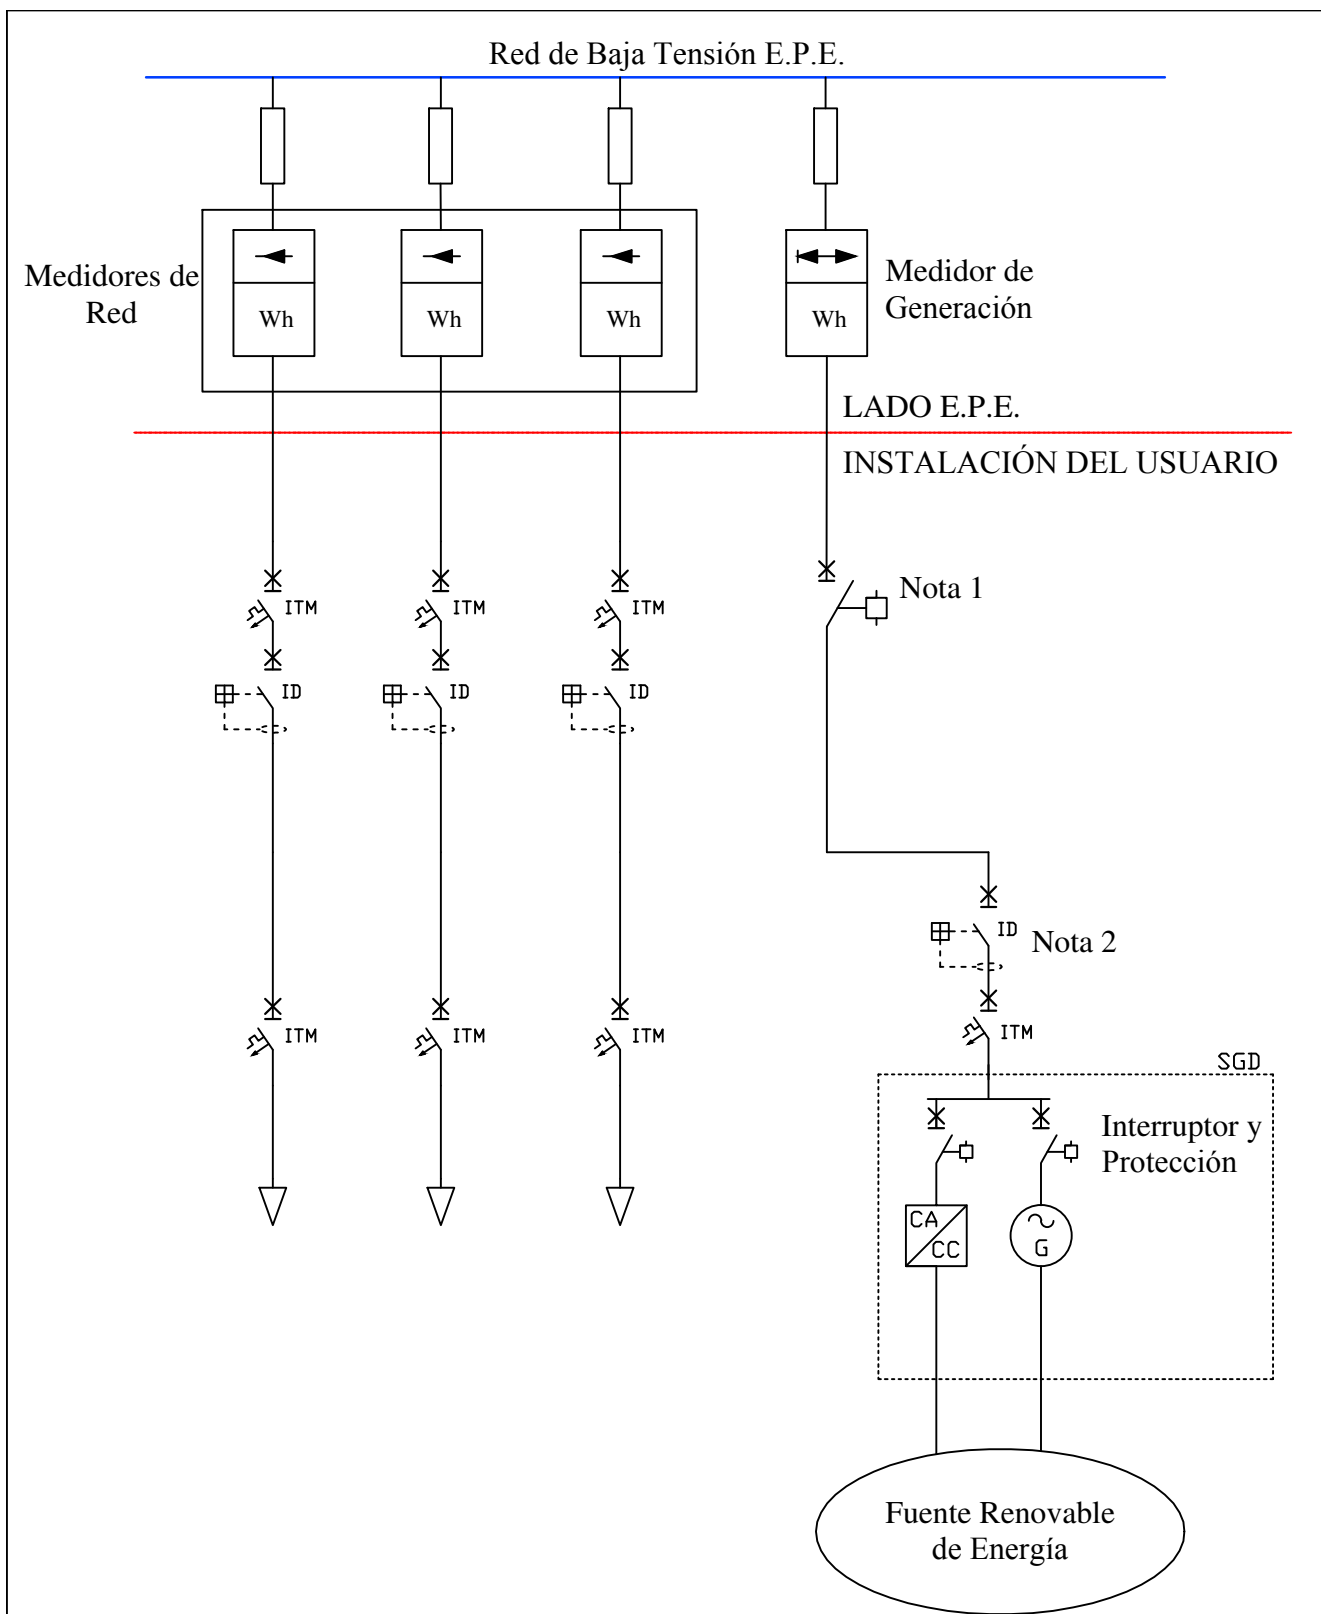 Red de Baja Tensión E.P.E.
Medidores de
Red
Wh
Wh
Wh
Wh
Medidor de
Generación
LADO E.P.E.
INSTALACIÓN DEL USUARIO
Nota 1
ITM
ITM
ITM
ID
ID
ID
ID
Nota 2
ITM
ITM
ITM
ITM
SGD
Interruptor y
Protección
CA
CC
G
Fuente Renovable
de Energía